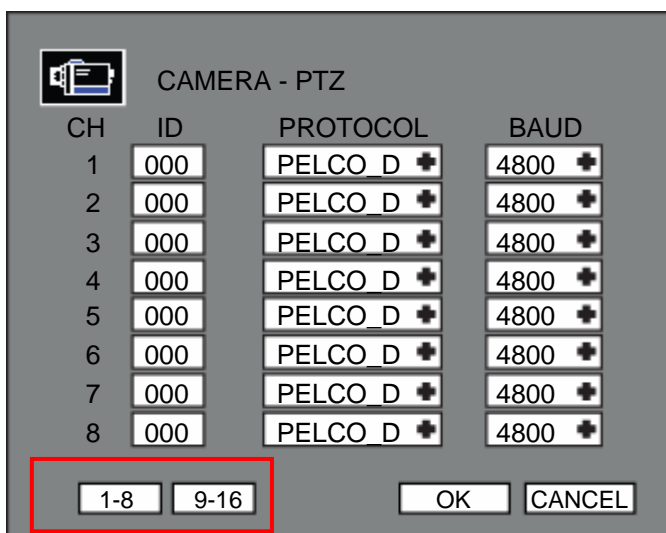 CAMERA - PTZ
CH ID PROTOCOL BAUD
1 000 PELCO_D 4800
2 000 PELCO_D 4800
3 000 PELCO_D 4800
4 000 PELCO_D 4800
5 000 PELCO_D 4800
6 000 PELCO_D 4800
7 000 PELCO_D 4800
8 000 PELCO_D 4800
1-8 9-16 OK CANCEL